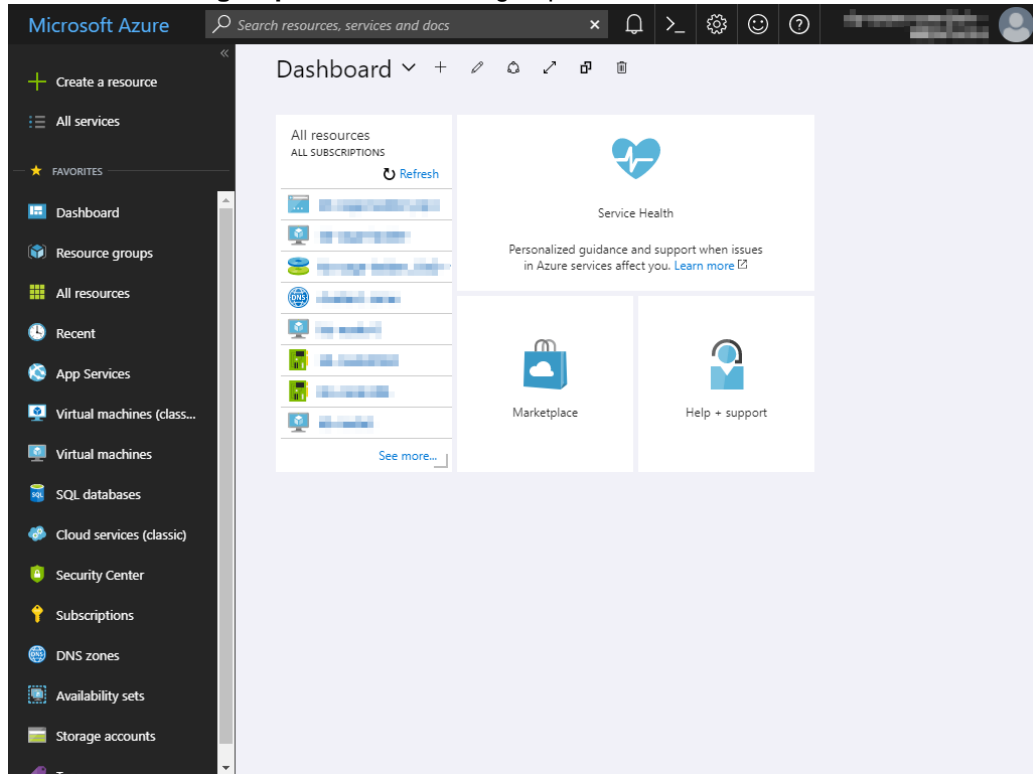 Microsoft Azure
Search resources, services and docs
Create a resource
All services
FAVORITES
Dashboard
Resource groups
All resources
Recent
App Services
Virtual machines (class...
Virtual machines
SQL databases
Cloud services (classic)
Security Center
Subscriptions
DNS zones
Availability sets
Storage accounts
Dashboard
All resources
ALL SUBSCRIPTIONS
Refresh
See more...
Service Health
Personalized guidance and support when issues
in Azure services affect you. Learn more
Marketplace
Help + support